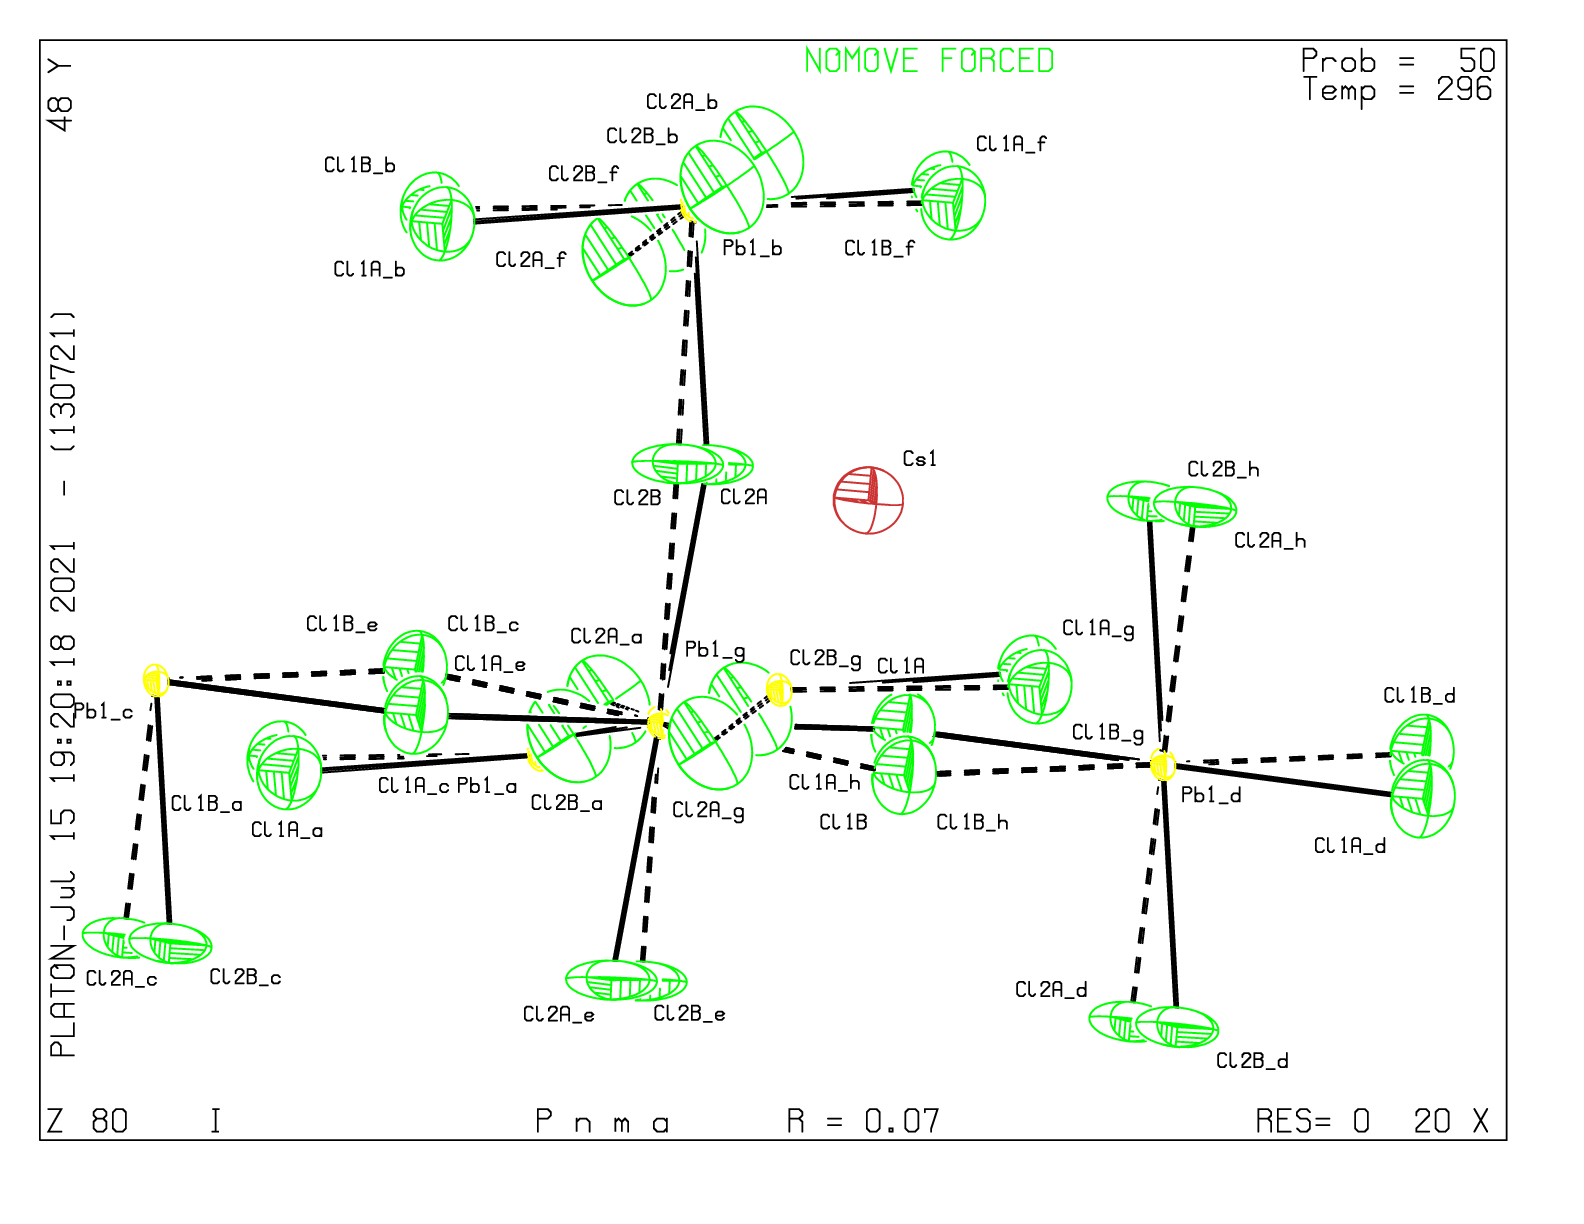 NOMOVE FORCED
Prob = 50
Temp = 296
PLATON-Jul 15 19:20:18 2021 - (130721) 48 Y
Cl2A_b
Cl2B_b
Cl1A_f
Cl1B_b
Cl2B_f
Pb1_b
Cl1B_f
Cl2A_f
Cl1A_b
Cs1
Cl2B_h
Cl2B
Cl2A
Cl2A_h
Cl1B_e
Cl1B_c
Cl2A_a
Cl1A_g
Pb1_g
Cl2B_g
Cl1A
Cl1A_e
Cl1B_d
Pb1_c
Cl1B_g
Cl1A_c
Pb1_a
Cl1A_h
Pb1_d
Cl1B_a
Cl2B_a
Cl2A_g
Cl1B
Cl1B_h
Cl1A_a
Cl1A_d
Cl2A_c
Cl2B_c
Cl2A_d
Cl2A_e
Cl2B_e
Cl2B_d
Z 80 I P n m a R = 0.07 RES= 0 20 X